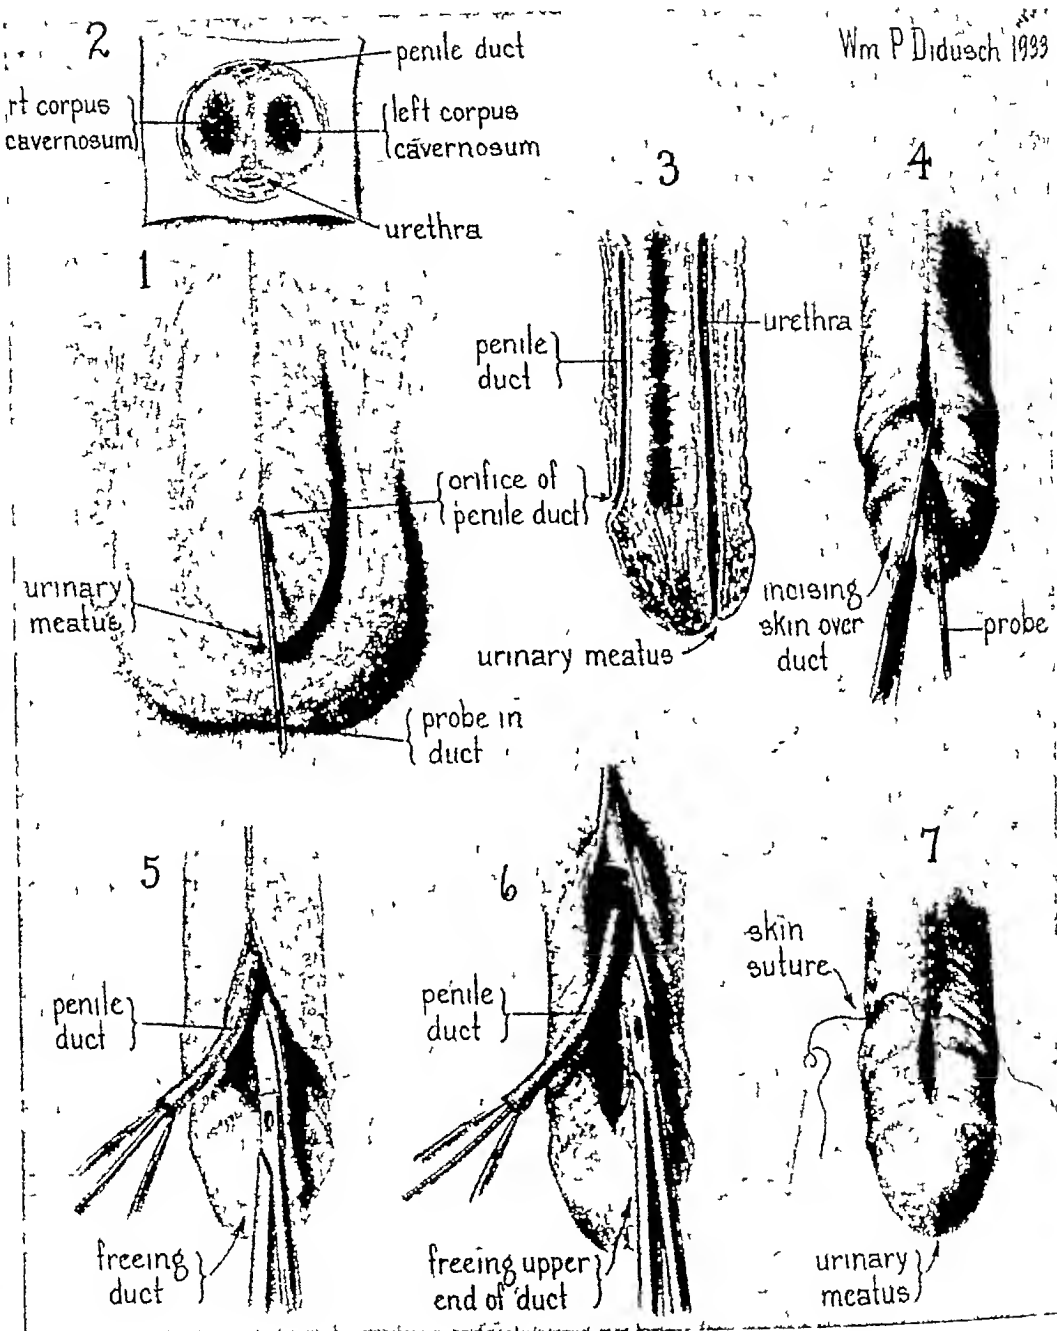 2
penile duct
Wm P Didusch 1933
rt corpus
cavernosum
left corpus
cavernosum
urethra
1
3
4
penile
duct
urethra
orifice of
penile duct
urinary
meatus
incising
skin over
duct
probe
urinary meatus
probe in
duct
5
6
7
penile
duct
penile
duct
skin
suture
freeing
duct
freeing upper
end of duct
urinary
meatus